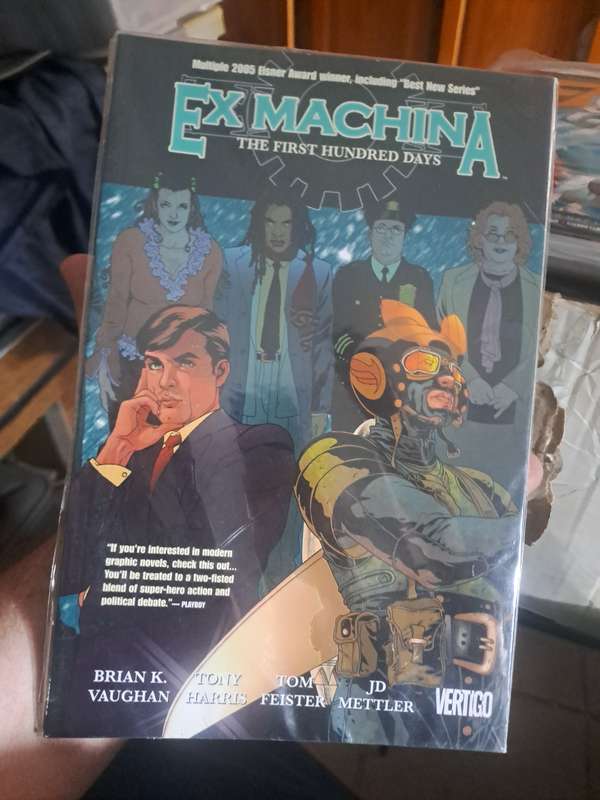 Multiple 2005 Eisner Award winner, including "Best New Series"
EX MACHINA
THE FIRST HUNDRED DAYS
"If you're interested in modern
graphic novels, check this out...
You'll be treated to a two-fisted
blend of super-hero action and
political debate."— PLAYBOY
BRIAN K. TONY TOM JD
VAUGHAN HARRIS FEISTER METTLER
VERTIGO